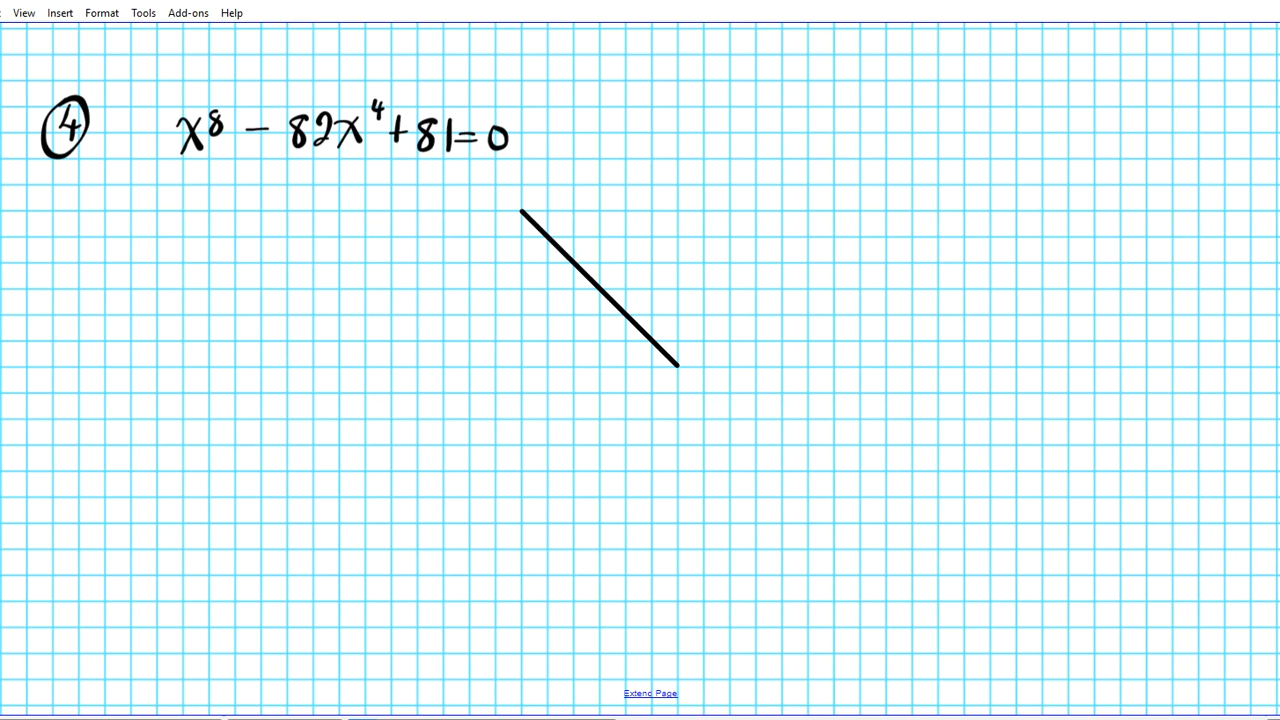 View Insert Format Tools Add-ons Help
④ x⁸ - 82x⁴ + 81 = 0
Extend Page